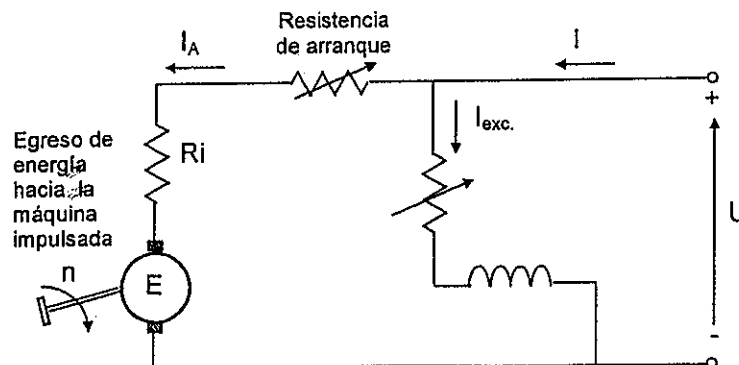 Resistencia
de arranque
I_A
I
+
I_exc.
Egreso de
energía
hacia la
máquina
impulsada
Ri
U
n
E
-